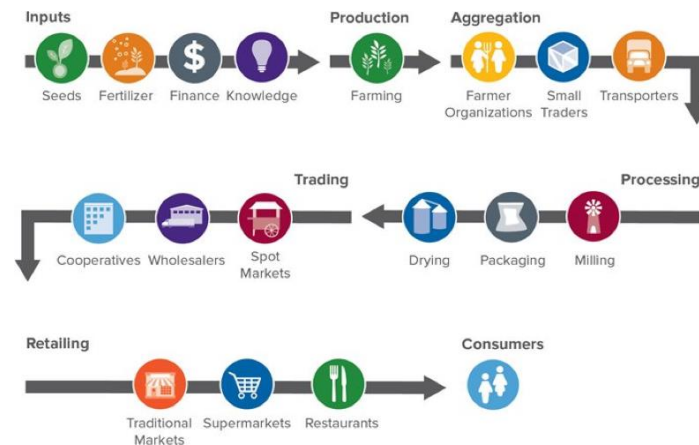 Inputs
Production
Aggregation
$
Seeds
Fertilizer
Finance
Knowledge
Farming
Farmer
Organizations
Small
Traders
Transporters
Trading
Processing
Cooperatives
Wholesalers
Spot
Markets
Drying
Packaging
Milling
Retailing
Consumers
Traditional
Markets
Supermarkets
Restaurants